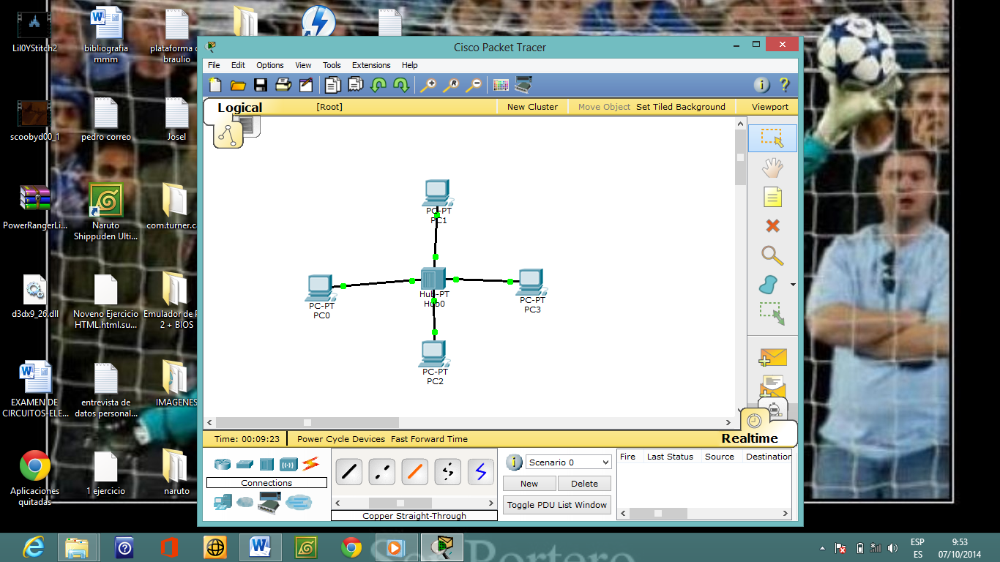 Lil0YStitch2
bibliografia
mmm
plataforma
braulio
scoobyd00_1
pedro correo
Josel
PowerRangerLi...
Naruto
Shippuden Ulti...
com.turner.c
d3dx9_26.dll
Noveno Ejercicio
HTML.html.su...
Emulador de
2 + BIOS
EXAMEN DE
CIRCUITOS-ELE...
entrevista de
datos personal...
IMAGENES
Aplicaciones
quitadas
1 ejercicio
naruto
Cisco Packet Tracer
File Edit Options View Tools Extensions Help
Logical [Root] New Cluster Move Object Set Tiled Background Viewport
PC-PT
PC1
PC-PT
PC0
Hub-PT
Hub0
PC-PT
PC3
PC-PT
PC2
Time: 00:09:23 Power Cycle Devices Fast Forward Time Realtime
Connections
Copper Straight-Through
Scenario 0
New Delete
Toggle PDU List Window
Fire Last Status Source Destination
Portero
ESP
ES
9:53
07/10/2014